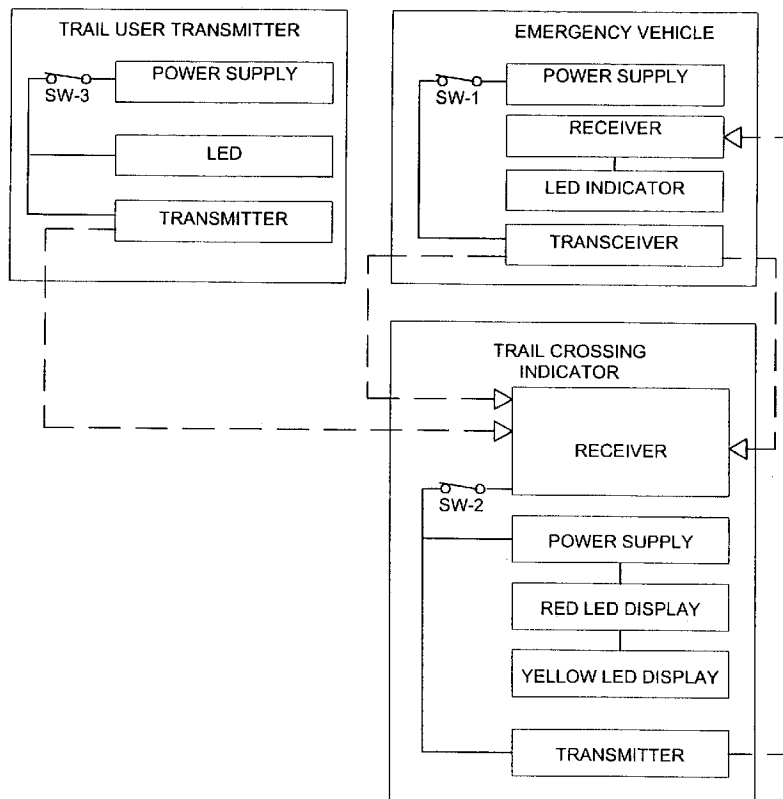 TRAIL USER TRANSMITTER
POWER SUPPLY
SW-3
LED
TRANSMITTER
EMERGENCY VEHICLE
POWER SUPPLY
SW-1
RECEIVER
LED INDICATOR
TRANSCEIVER
TRAIL CROSSING
INDICATOR
RECEIVER
SW-2
POWER SUPPLY
RED LED DISPLAY
YELLOW LED DISPLAY
TRANSMITTER